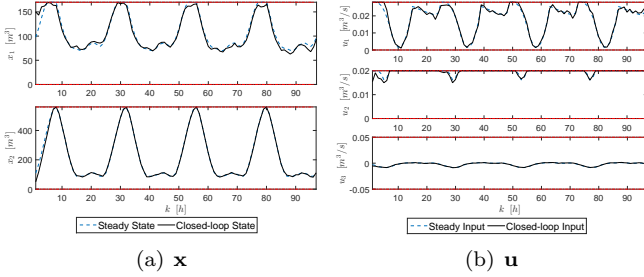 150
100
50
0
x₁ [m³]
10 20 30 40 50 60 70 80 90
400
200
0
x₂ [m³]
10 20 30 40 50 60 70 80 90
k [h]
Steady State Closed-loop State
(a) x
0.02
0.01
0
u₁ [m³/s]
10 20 30 40 50 60 70 80 90
0.02
0.01
0
u₂ [m³/s]
10 20 30 40 50 60 70 80 90
0.05
0
-0.05
[m³/s]
10 20 30 40 50 60 70 80 90
k [h]
Steady Input Closed-loop Input
(b) u